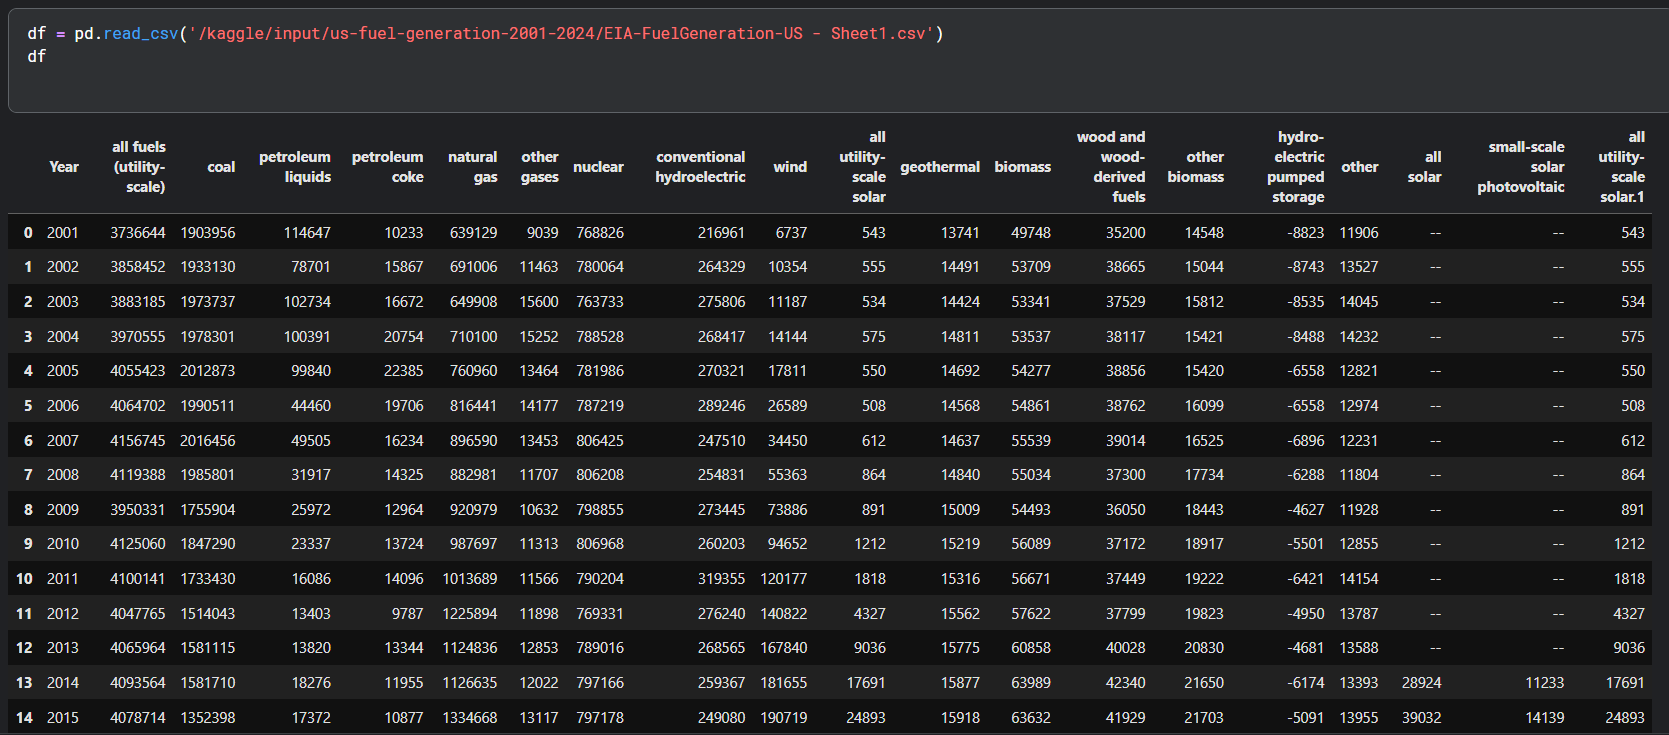 df = pd.read_csv('/kaggle/input/us-fuel-generation-2001-2024/EIA-FuelGeneration-US - Sheet1.csv')
df
Year all fuels (utility-scale) coal petroleum liquids petroleum coke natural gas other gases nuclear conventional hydroelectric wind all utility-scale solar geothermal biomass wood and wood-derived fuels other biomass hydro-electric pumped storage other all solar small-scale solar photovoltaic all utility-scale solar.1
0 2001 3736644 1903956 114647 10233 639129 9039 768826 216961 6737 543 13741 49748 35200 14548 -8823 11906 -- -- 543
1 2002 3858452 1933130 78701 15867 691006 11463 780064 264329 10354 555 14491 53709 38665 15044 -8743 13527 -- -- 555
2 2003 3883185 1973737 102734 16672 649908 15600 763733 275806 11187 534 14424 53341 37529 15812 -8535 14045 -- -- 534
3 2004 3970555 1978301 100391 20754 710100 15252 788528 268417 14144 575 14811 53537 38117 15421 -8488 14232 -- -- 575
4 2005 4055423 2012873 99840 22385 760960 13464 781986 270321 17811 550 14692 54277 38856 15420 -6558 12821 -- -- 550
5 2006 4064702 1990511 44460 19706 816441 14177 787219 289246 26589 508 14568 54861 38762 16099 -6558 12974 -- -- 508
6 2007 4156745 2016456 49505 16234 896590 13453 806425 247510 34450 612 14637 55539 39014 16525 -6896 12231 -- -- 612
7 2008 4119388 1985801 31917 14325 882981 11707 806208 254831 55363 864 14840 55034 37300 17734 -6288 11804 -- -- 864
8 2009 3950331 1755904 25972 12964 920979 10632 798855 273445 73886 891 15009 54493 36050 18443 -4627 11928 -- -- 891
9 2010 4125060 1847290 23337 13724 987697 11313 806968 260203 94652 1212 15219 56089 37172 18917 -5501 12855 -- -- 1212
10 2011 4100141 1733430 16086 14096 1013689 11566 790204 319355 120177 1818 15316 56671 37449 19222 -6421 14154 -- -- 1818
11 2012 4047765 1514043 13403 9787 1225894 11898 769331 276240 140822 4327 15562 57622 37799 19823 -4950 13787 -- -- 4327
12 2013 4065964 1581115 13820 13344 1124836 12853 789016 268565 167840 9036 15775 60858 40028 20830 -4681 13588 -- -- 9036
13 2014 4093564 1581710 18276 11955 1126635 12022 797166 259367 181655 17691 15877 63989 42340 21650 -6174 13393 28924 11233 17691
14 2015 4078714 1352398 17372 10877 1334668 13117 797178 249080 190719 24893 15918 63632 41929 21703 -5091 13955 39032 14139 24893